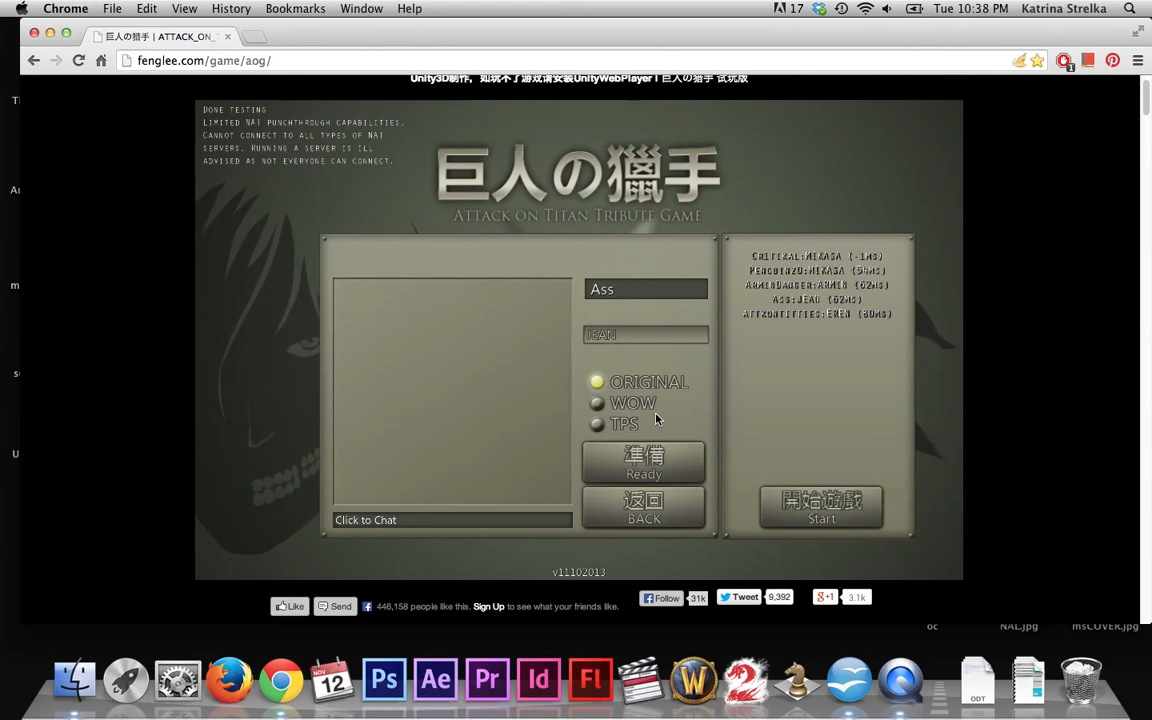 Chrome File Edit View History Bookmarks Window Help
17 Tue 10:38 PM Katrina Strelka
巨人の猎手 | ATTACK_ON_
fenglee.com/game/aog/
1
Unity3D制作，如玩不了游戏请安装UnityWebPlayer | 巨人の猎手 试玩版
DONE TESTING
LIMITED NAT PUNCHTHROUGH CAPABILITIES.
CANNOT CONNECT TO ALL TYPES OF NAT
SERVERS. RUNNING A SERVER IS ILL
ADVISED AS NOT EVERYONE CAN CONNECT.
巨人の獵手
ATTACK ON TITAN TRIBUTE GAME
Ass
JEAN
ORIGINAL
WOW
TPS
準備
Ready
返回
BACK
Click to Chat
CRITIKAL:MIKASA (-1MS)
PENGUINZ0:MIKASA (54MS)
ARMINDANGER:ARMIN (62MS)
ASS:JEAN (62MS)
ATTKONTITTIES:EREN (80MS)
開始遊戲
Start
v11102013
Like Send 446,158 people like this. Sign Up to see what your friends like.
Follow 31k Tweet 9,392 +1 3.1k
oc NAL.jpg msCOVER.jpg
NOV
12
Ps Ae Pr Id Fl W
ODT